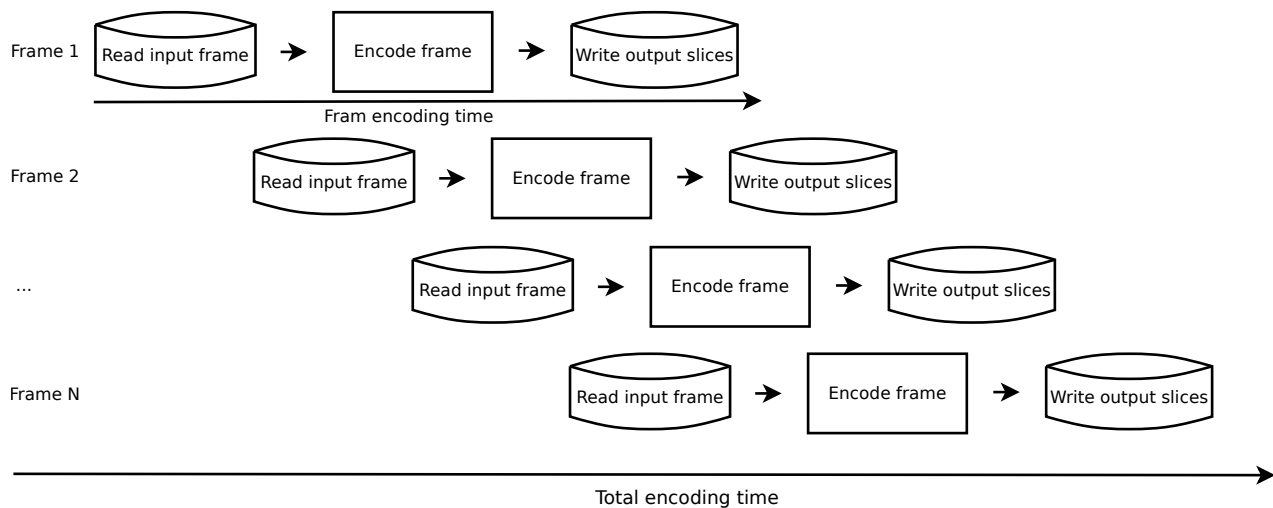 Frame 1
Read input frame
Encode frame
Write output slices
Fram encoding time
Frame 2
Read input frame
Encode frame
Write output slices
...
Read input frame
Encode frame
Write output slices
Frame N
Read input frame
Encode frame
Write output slices
Total encoding time